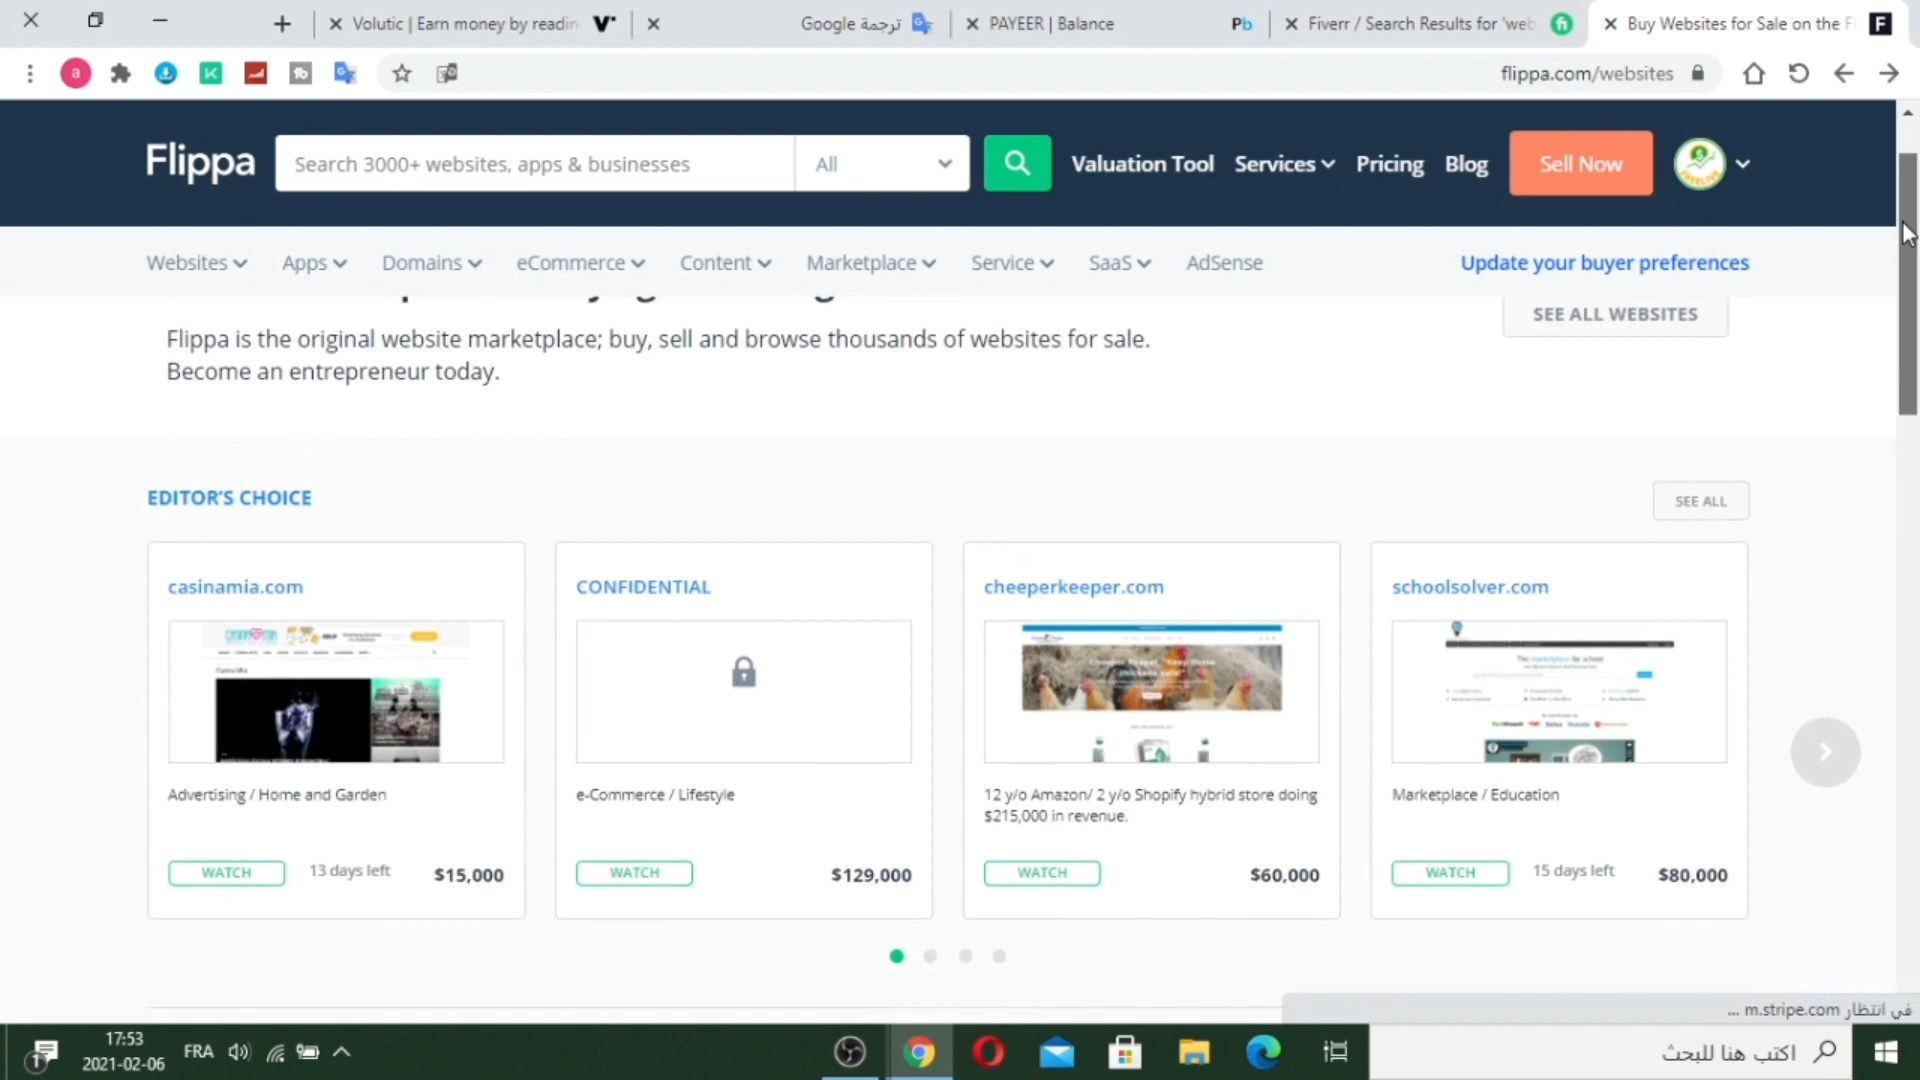 Volutic | Earn money by readin
ترجمة Google
PAYEER | Balance
Pb
Fiverr / Search Results for 'web
Buy Websites for Sale on the F
flippa.com/websites
Flippa
Search 3000+ websites, apps & businesses
All
Valuation Tool
Services
Pricing
Blog
Sell Now
Websites
Apps
Domains
eCommerce
Content
Marketplace
Service
SaaS
AdSense
Update your buyer preferences
SEE ALL WEBSITES
Flippa is the original website marketplace; buy, sell and browse thousands of websites for sale.
Become an entrepreneur today.
EDITOR'S CHOICE
SEE ALL
casinamia.com
CONFIDENTIAL
cheeperkeeper.com
schoolsolver.com
Advertising / Home and Garden
e-Commerce / Lifestyle
12 y/o Amazon/ 2 y/o Shopify hybrid store doing
$215,000 in revenue.
Marketplace / Education
WATCH 13 days left $15,000
WATCH $129,000
WATCH $60,000
WATCH 15 days left $80,000
في انتظار m.stripe.com ...
17:53
2021-02-06
FRA
اكتب هنا للبحث